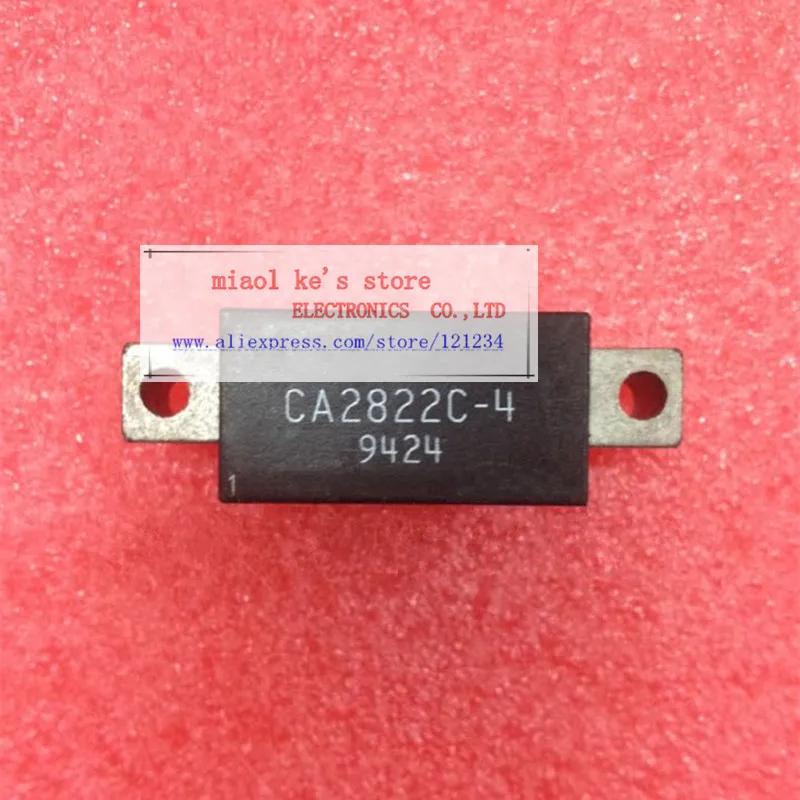 miaol ke's store
ELECTRONICS CO.,LTD
www.aliexpress.com/store/121234
CA2822C-4
9424
1